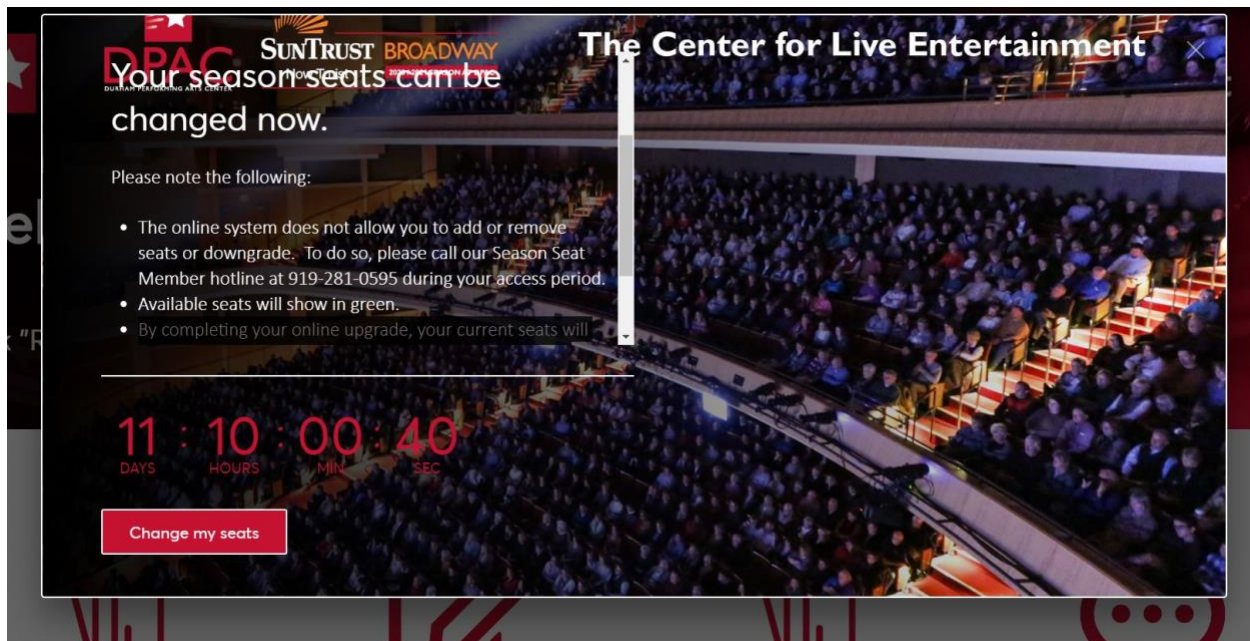 DPAC
DURHAM PERFORMING ARTS CENTER
SUNTRUST BROADWAY
The Center for Live Entertainment
Your season seats can be
changed now.
Please note the following:
• The online system does not allow you to add or remove
seats or downgrade. To do so, please call our Season Seat
Member hotline at 919-281-0595 during your access period.
• Available seats will show in green.
• By completing your online upgrade, your current seats will
11 : 10 : 00 : 40
DAYS HOURS MIN SEC
Change my seats
el
"R